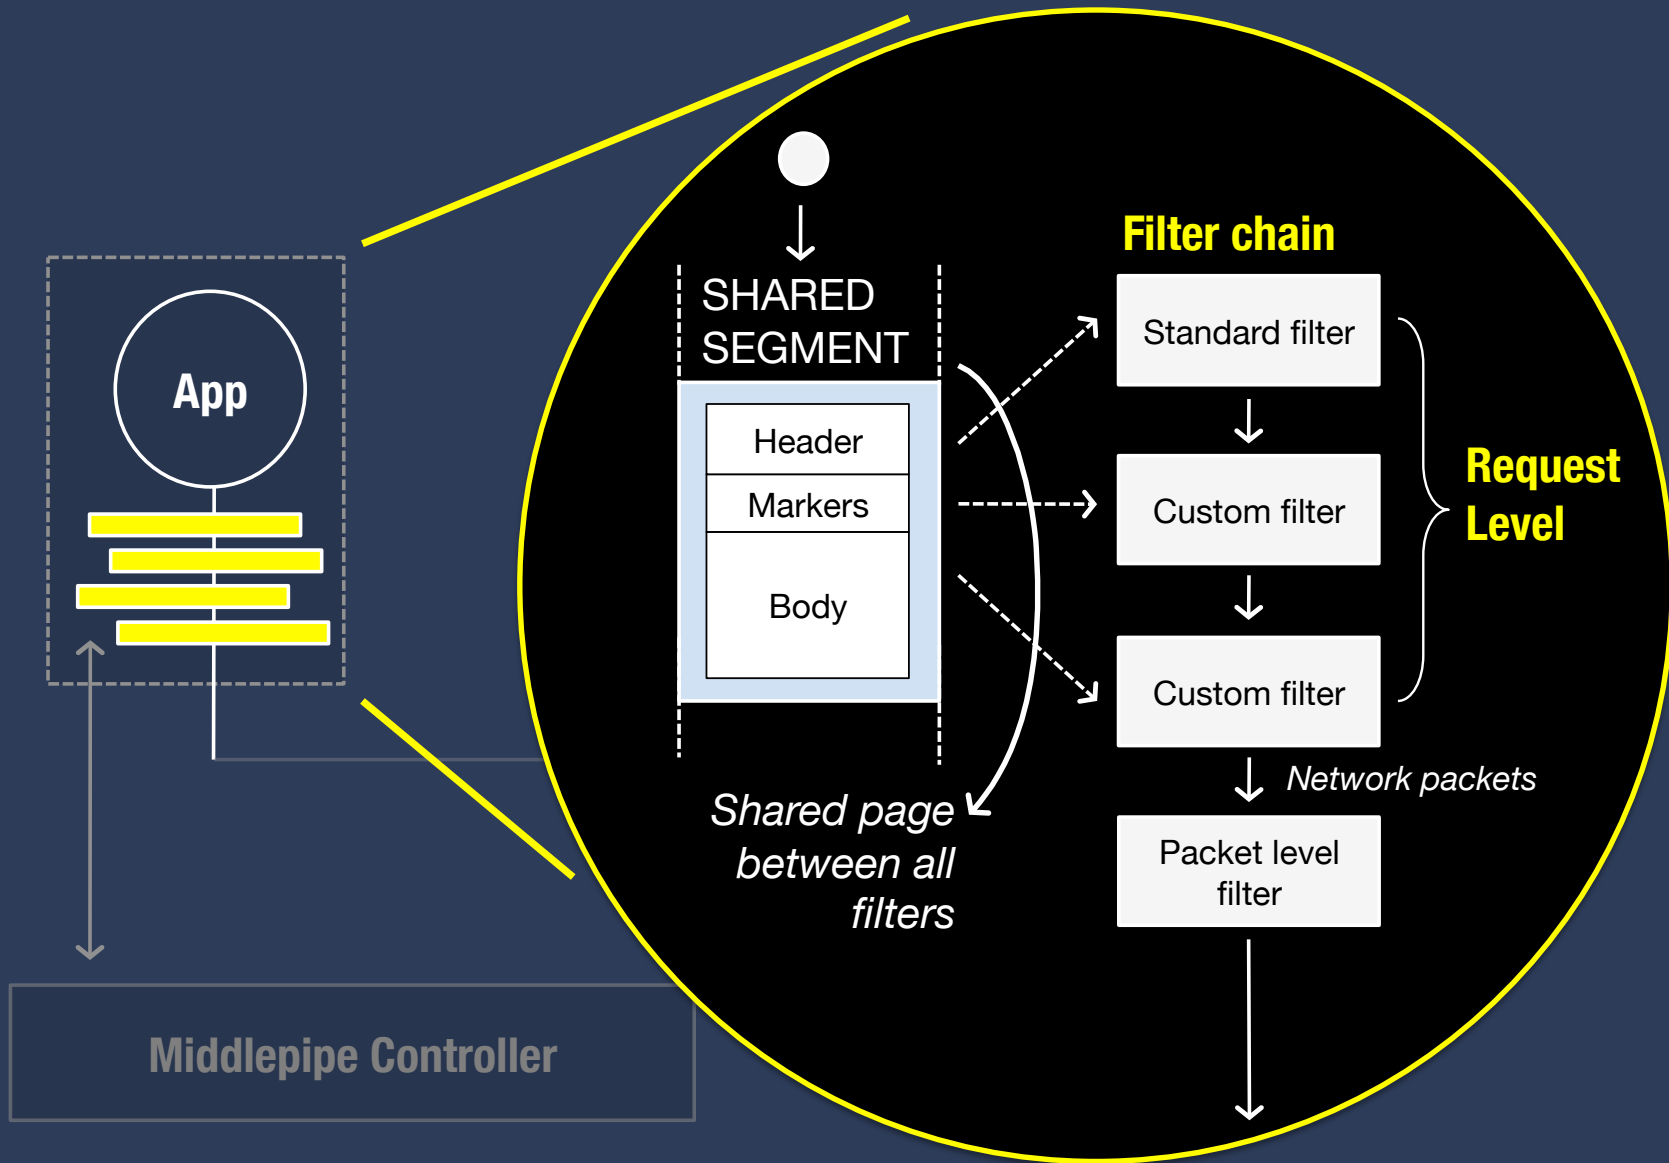 App
Middlepipe Controller
SHARED
SEGMENT
Header
Markers
Body
Shared page
between all
filters
Filter chain
Standard filter
Custom filter
Custom filter
Request
Level
Network packets
Packet level
filter